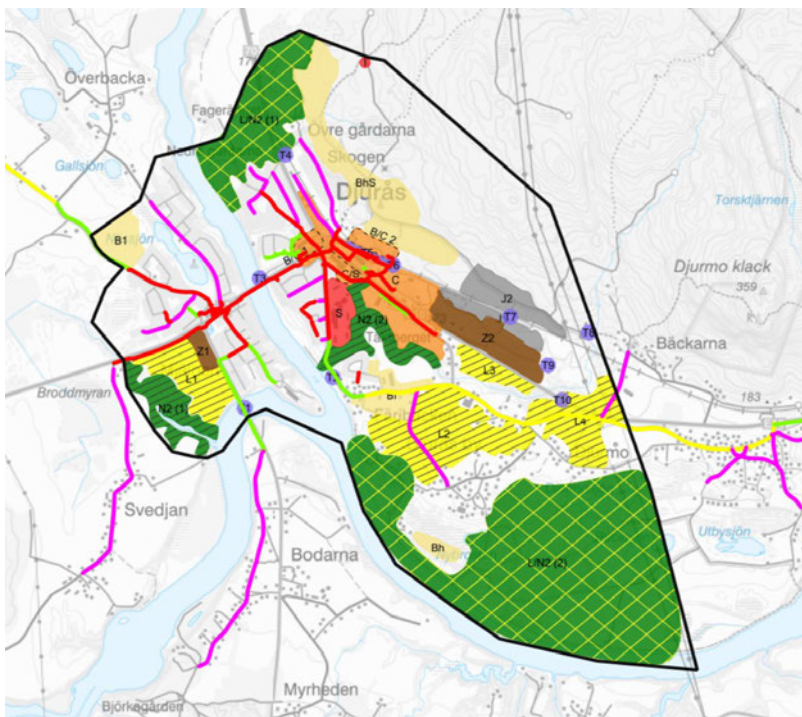 Överbacka
Gallsjön
L/N2 (1)
Övre gårdarna
Skogen
T4
Djurås
BhS
B/C 2
Torsktjärnen
Djurmo klack
359
B1
T3
C
J2
T7
S
N2 (2)
Z2
Z1
Bäckarna
T9
L3
L1
T10
183
Broddmyran
N2 (1)
L2
L4
Svedjan
Utbysjön
Bh
L/N2 (2)
Bodarna
Myrheden
Björkegården